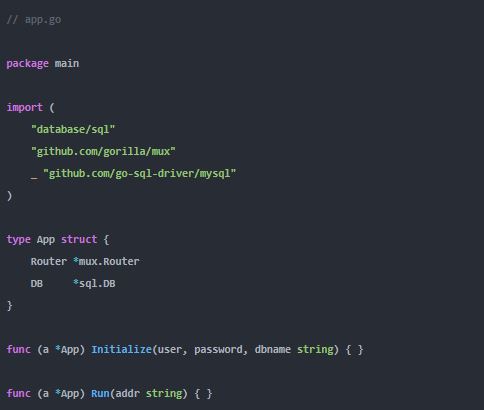 // app.go
package main
import (
    "database/sql"
    "github.com/gorilla/mux"
    _ "github.com/go-sql-driver/mysql"
)
type App struct {
    Router *mux.Router
    DB     *sql.DB
}
func (a *App) Initialize(user, password, dbname string) { }
func (a *App) Run(addr string) { }